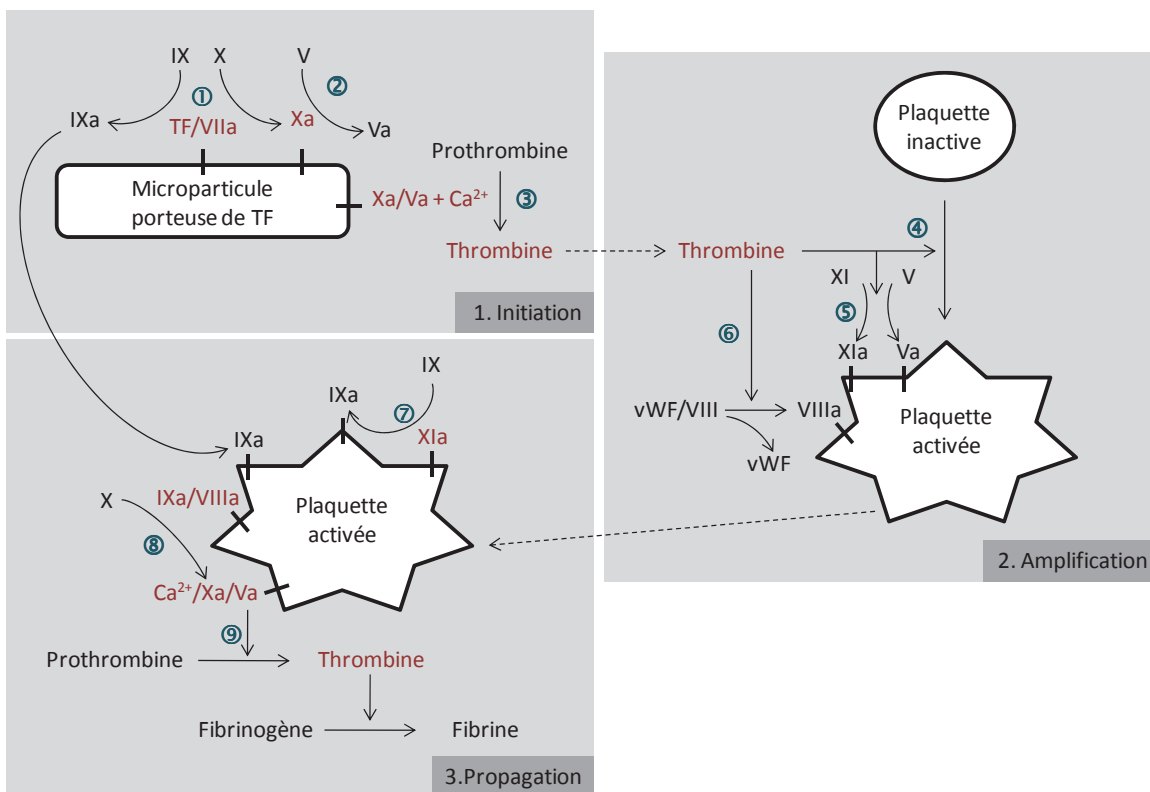 IX X V
①
②
IXa
TF/VIIa
Xa
Va
Prothrombine
Microparticule
porteuse de TF
Xa/Va + Ca²⁺
③
Thrombine
1. Initiation
Plaquette
inactive
④
Thrombine
XI V
⑤
⑥
XIa Va
vWF/VIII
VIIIa
vWF
Plaquette
activée
2. Amplification
IX
IXa
⑦
XIa
IXa
X
IXa/VIIIa
Plaquette
activée
⑧
Ca²⁺/Xa/Va
⑨
Prothrombine
Thrombine
Fibrinogène
Fibrine
3.Propagation